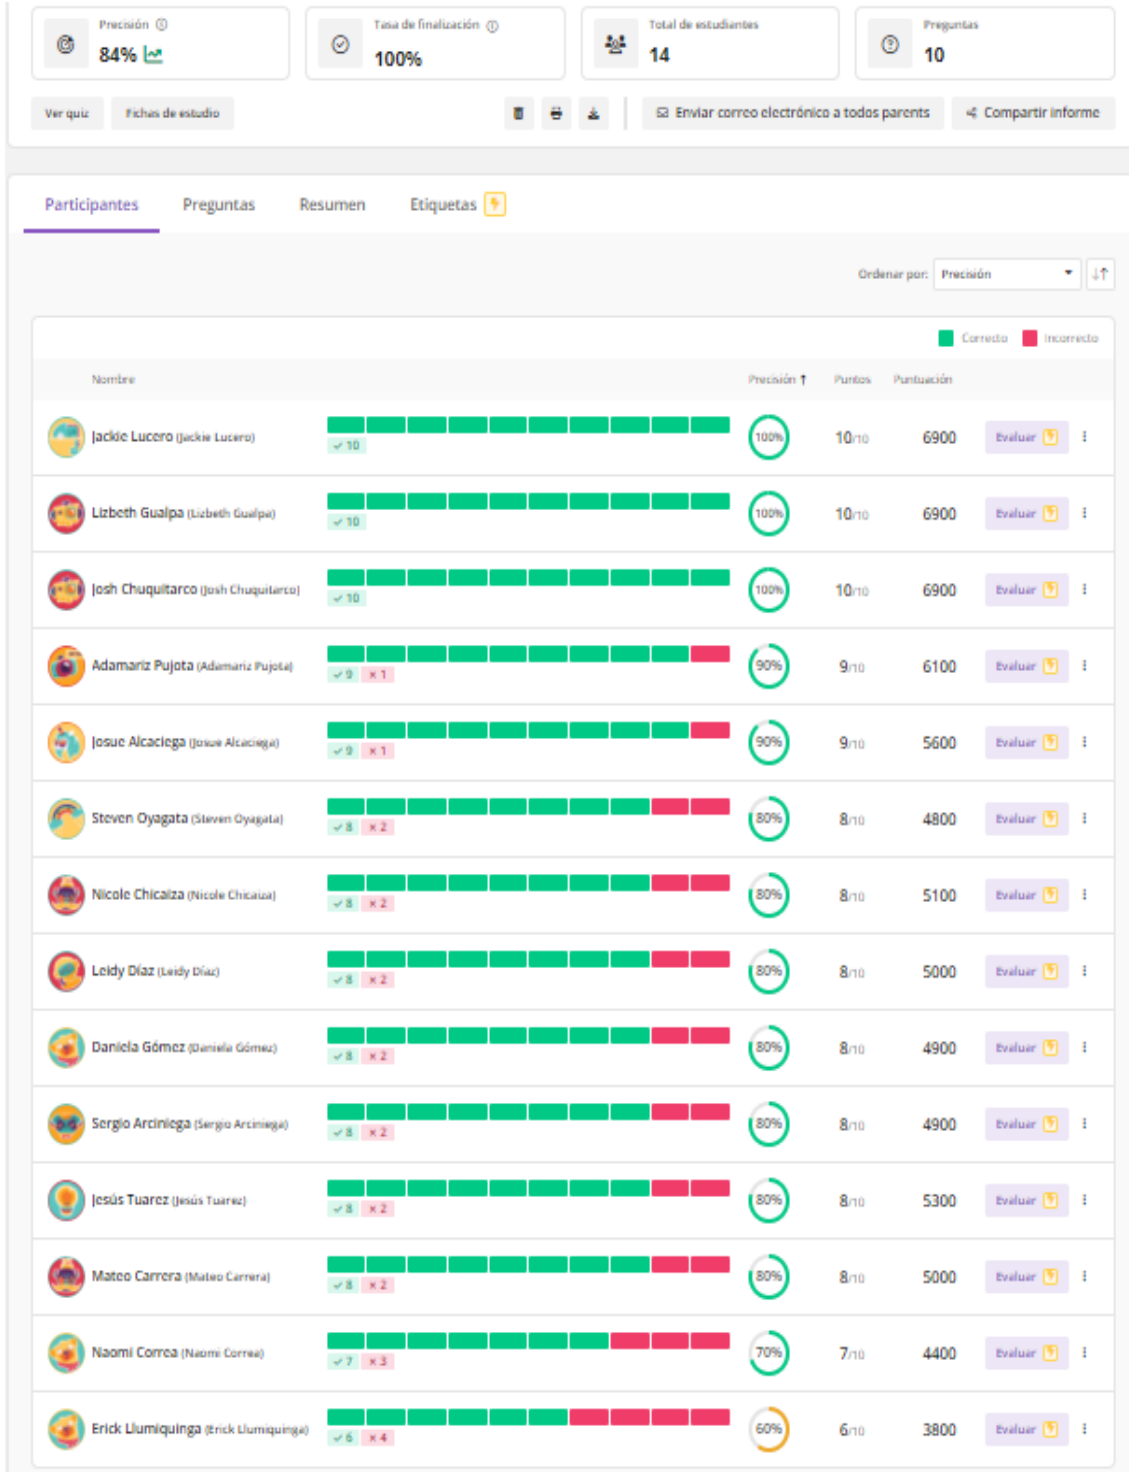 Precisión
84%
Tasa de finalización
100%
Total de estudiantes
14
Preguntas
10
Ver quiz Fichas de estudio Enviar correo electrónico a todos parents Compartir informe
Participantes Preguntas Resumen Etiquetas
Ordenar por: Precisión
Correcto Incorrecto
Nombre Precisión ↑ Puntos Puntuación
Jackie Lucero (Jackie Lucero) 100% 10/10 6900 Evaluar
✓ 10
Lizbeth Gualpa (Lizbeth Gualpa) 100% 10/10 6900 Evaluar
✓ 10
Josh Chuquitarco (Josh Chuquitarco) 100% 10/10 6900 Evaluar
✓ 10
Adamariz Pujota (Adamariz Pujota) 90% 9/10 6100 Evaluar
✓ 9 × 1
Josue Alcaciega (Josue Alcaciega) 90% 9/10 5600 Evaluar
✓ 9 × 1
Steven Oyagata (Steven Oyagata) 80% 8/10 4800 Evaluar
✓ 8 × 2
Nicole Chicaiza (Nicole Chicaiza) 80% 8/10 5100 Evaluar
✓ 8 × 2
Leidy Díaz (Leidy Díaz) 80% 8/10 5000 Evaluar
✓ 8 × 2
Daniela Gómez (Daniela Gómez) 80% 8/10 4900 Evaluar
✓ 8 × 2
Sergio Arciniega (Sergio Arciniega) 80% 8/10 4900 Evaluar
✓ 8 × 2
Jesús Tuarez (Jesús Tuarez) 80% 8/10 5300 Evaluar
✓ 8 × 2
Mateo Carrera (Mateo Carrera) 80% 8/10 5000 Evaluar
✓ 8 × 2
Naomi Correa (Naomi Correa) 70% 7/10 4400 Evaluar
✓ 7 × 3
Erick Llumiquinga (Erick Llumiquinga) 60% 6/10 3800 Evaluar
✓ 6 × 4